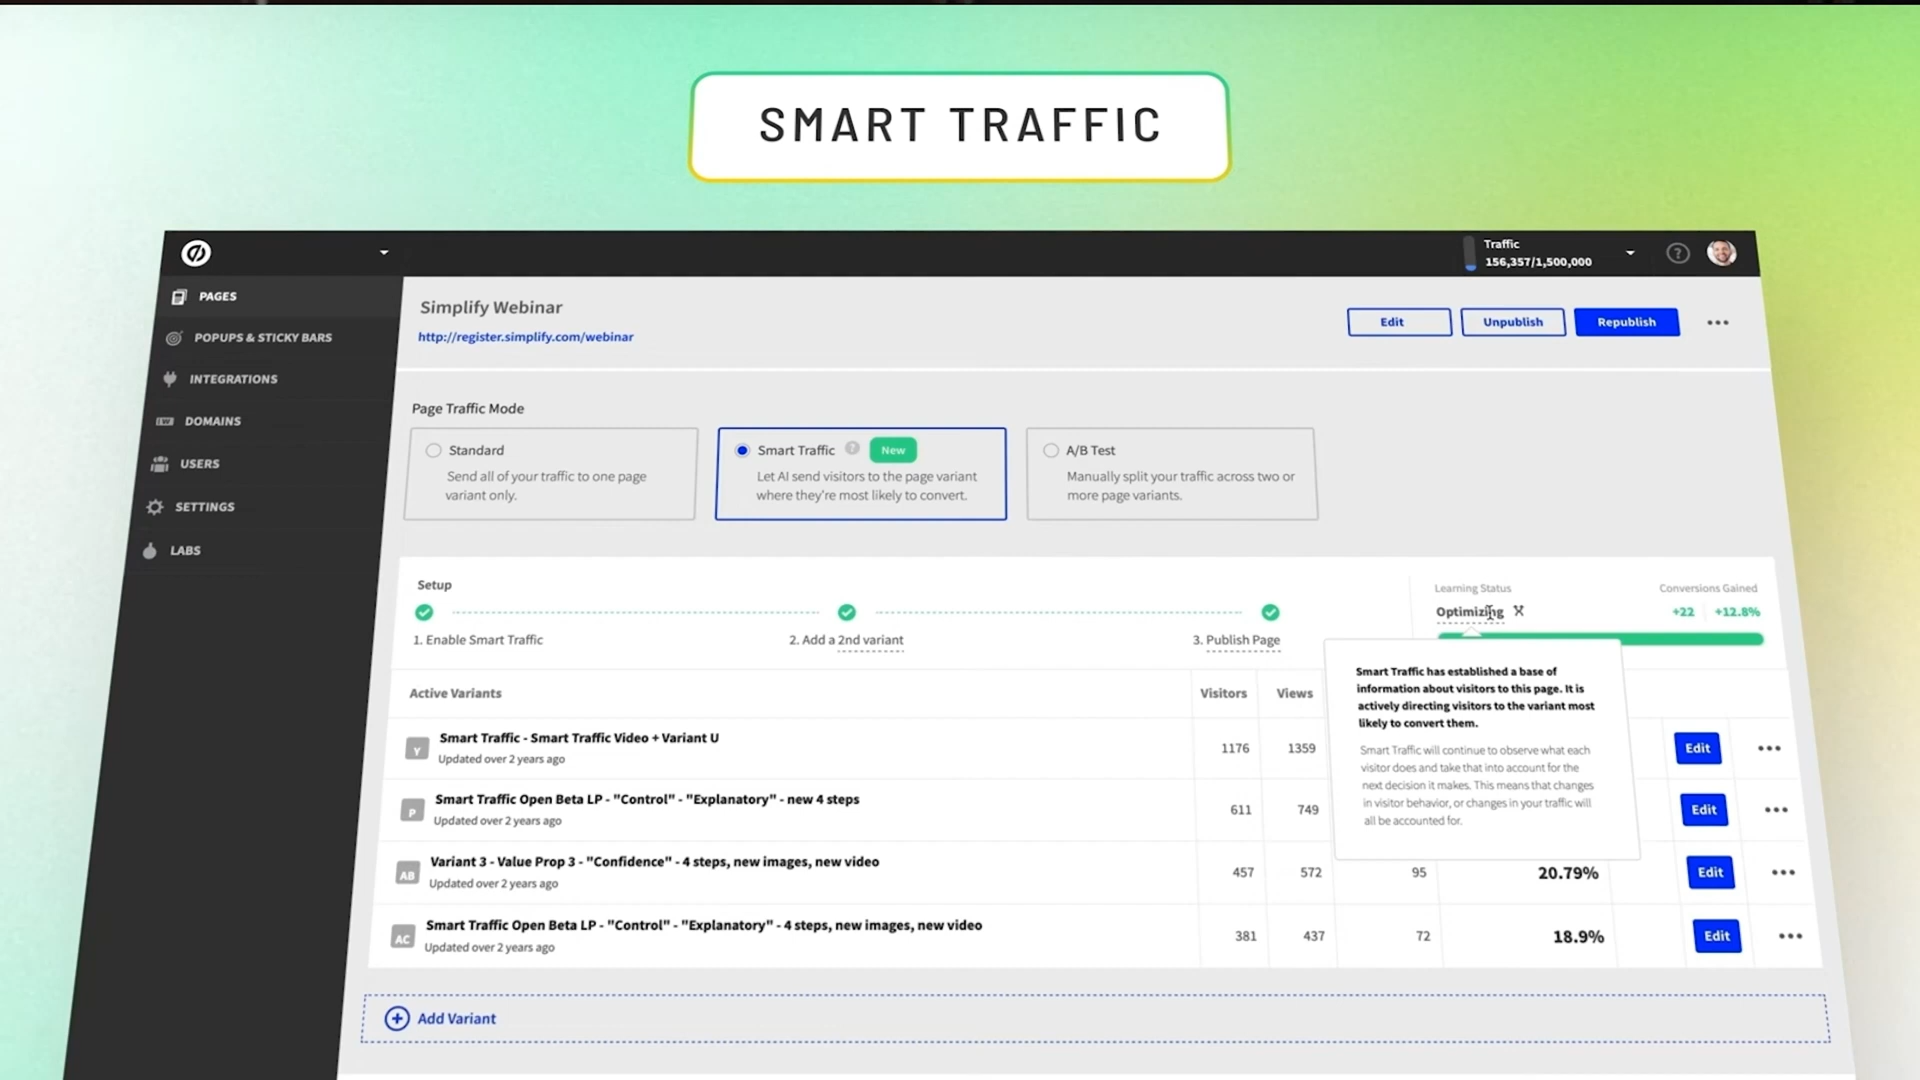 SMART TRAFFIC
Traffic
156,357/1,500,000
?
PAGES
POPUPS & STICKY BARS
INTEGRATIONS
DOMAINS
USERS
SETTINGS
LABS
Simplify Webinar
http://register.simplify.com/webinar
Edit
Unpublish
Republish
Page Traffic Mode
Standard
Send all of your traffic to one page
variant only.
Smart Traffic ? New
Let AI send visitors to the page variant
where they're most likely to convert.
A/B Test
Manually split your traffic across two or
more page variants.
Setup
1. Enable Smart Traffic
2. Add a 2nd variant
3. Publish Page
Learning Status
Optimizing
Conversions Gained
+22 +12.8%
Smart Traffic has established a base of
information about visitors to this page. It is
actively directing visitors to the variant most
likely to convert them.
Smart Traffic will continue to observe what each
visitor does and take that into account for the
next decision it makes. This means that changes
in visitor behavior, or changes in your traffic will
all be accounted for.
Active Variants Visitors Views
Y Smart Traffic - Smart Traffic Video + Variant U 1176 1359 Edit
Updated over 2 years ago
P Smart Traffic Open Beta LP - "Control" - "Explanatory" - new 4 steps 611 749 Edit
Updated over 2 years ago
AB Variant 3 - Value Prop 3 - "Confidence" - 4 steps, new images, new video 457 572 95 20.79% Edit
Updated over 2 years ago
AC Smart Traffic Open Beta LP - "Control" - "Explanatory" - 4 steps, new images, new video 381 437 72 18.9% Edit
Updated over 2 years ago
Add Variant